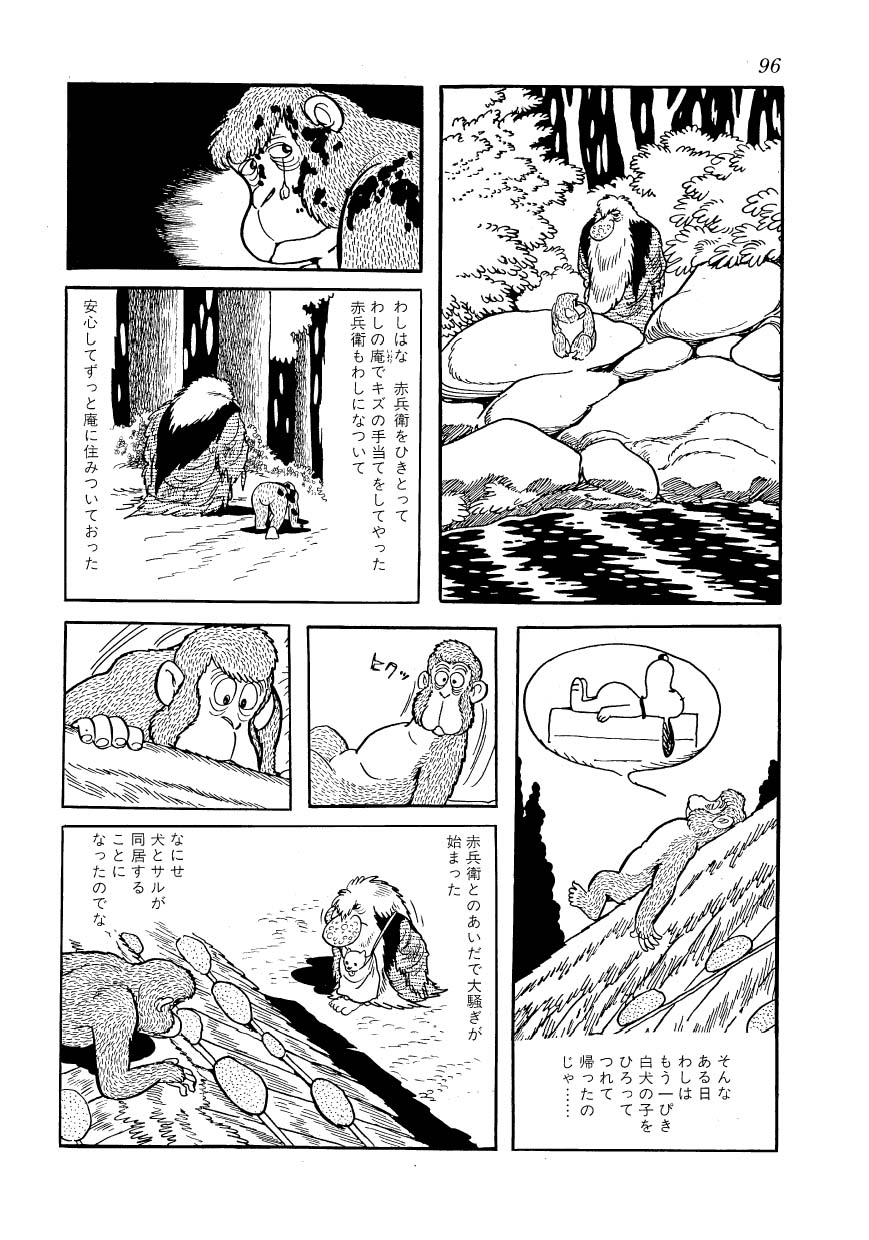 96
わしはな　赤兵衛をひきとって
わしの庵でキズの手当てをしてやった
赤兵衛もわしになついて
安心してずっと庵に住みついておった
そんな
ある日
わしは
もう一ぴき
白犬の子を
ひろって
つれて
帰ったの
じゃ……
ヒクッ
赤兵衛とのあいだで大騒ぎが
始まった
なにせ
犬とサルが
同居する
ことに
なったのでな